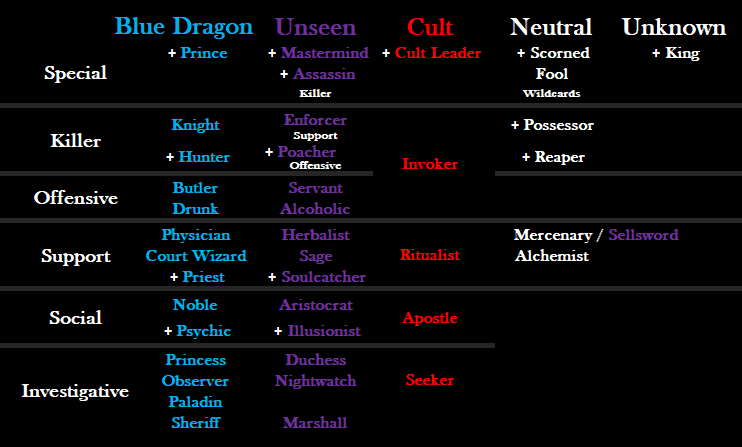 Blue Dragon Unseen Cult Neutral Unknown
+ Prince + Mastermind + Cult Leader + Scorned + King
Special + Assassin Fool
Killer Wildcards
Knight Enforcer + Possessor
Support
Killer
+ Hunter + Poacher + Reaper
Offensive
Invoker
Butler Servant
Offensive
Drunk Alcoholic
Physician Herbalist Mercenary / Sellsword
Support Court Wizard Sage Ritualist Alchemist
+ Priest + Soulcatcher
Noble Aristocrat
Social Apostle
+ Psychic + Illusionist
Princess Duchess
Observer Nightwatch Seeker
Investigative Paladin
Sheriff Marshall